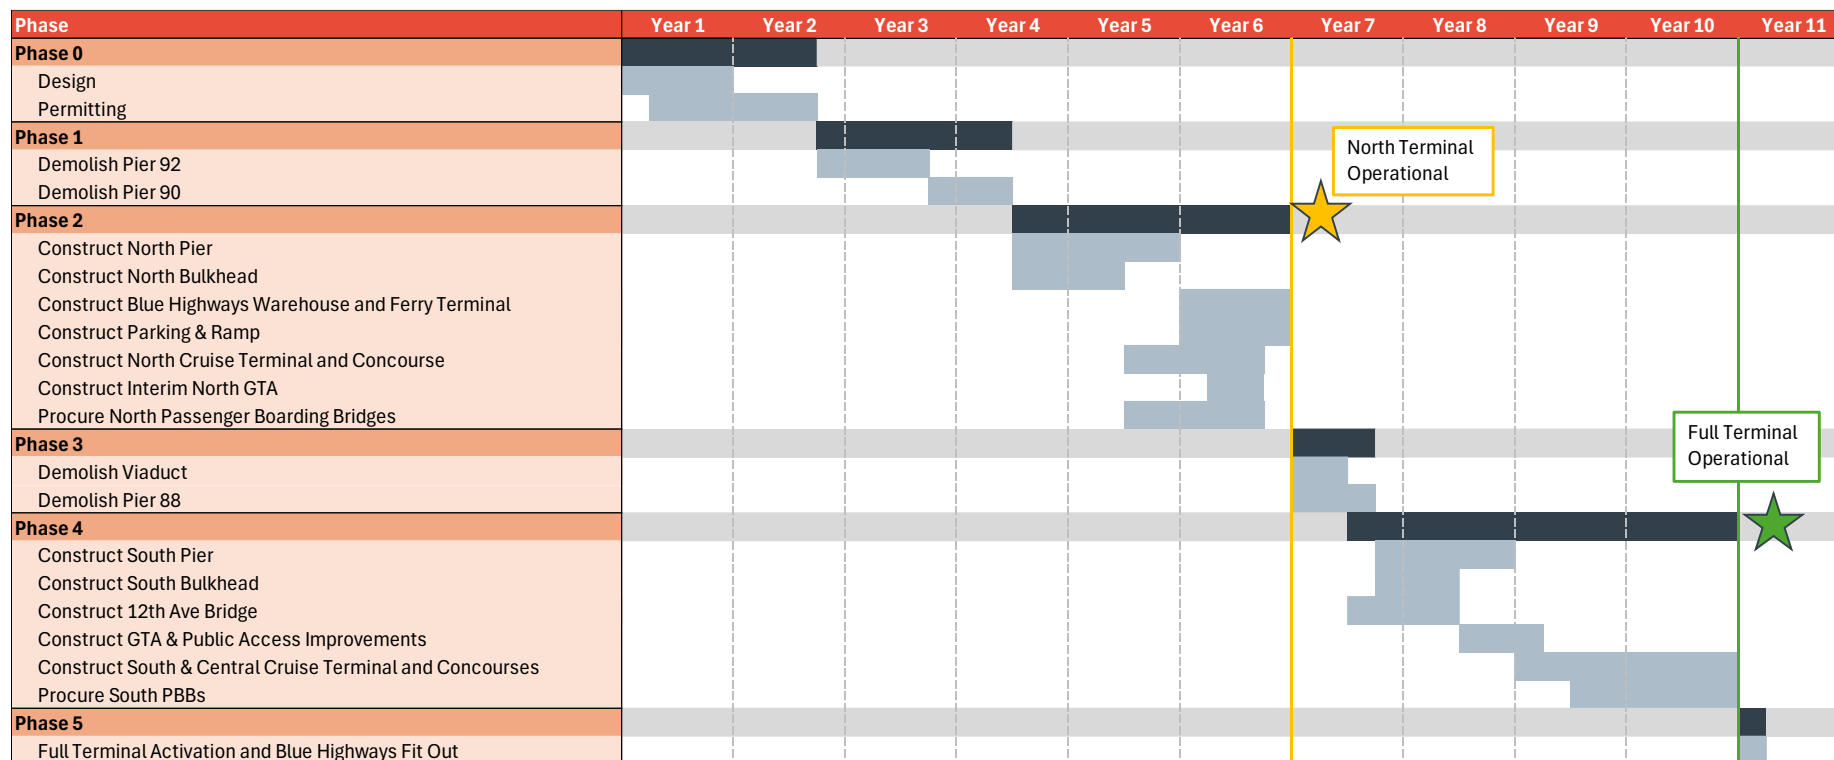 Phase Year 1 Year 2 Year 3 Year 4 Year 5 Year 6 Year 7 Year 8 Year 9 Year 10 Year 11
Phase 0
Design
Permitting
Phase 1
North Terminal
Operational
Demolish Pier 92
Demolish Pier 90
Phase 2
Construct North Pier
Construct North Bulkhead
Construct Blue Highways Warehouse and Ferry Terminal
Construct Parking & Ramp
Construct North Cruise Terminal and Concourse
Construct Interim North GTA
Procure North Passenger Boarding Bridges
Phase 3
Full Terminal
Operational
Demolish Viaduct
Demolish Pier 88
Phase 4
Construct South Pier
Construct South Bulkhead
Construct 12th Ave Bridge
Construct GTA & Public Access Improvements
Construct South & Central Cruise Terminal and Concourses
Procure South PBBs
Phase 5
Full Terminal Activation and Blue Highways Fit Out